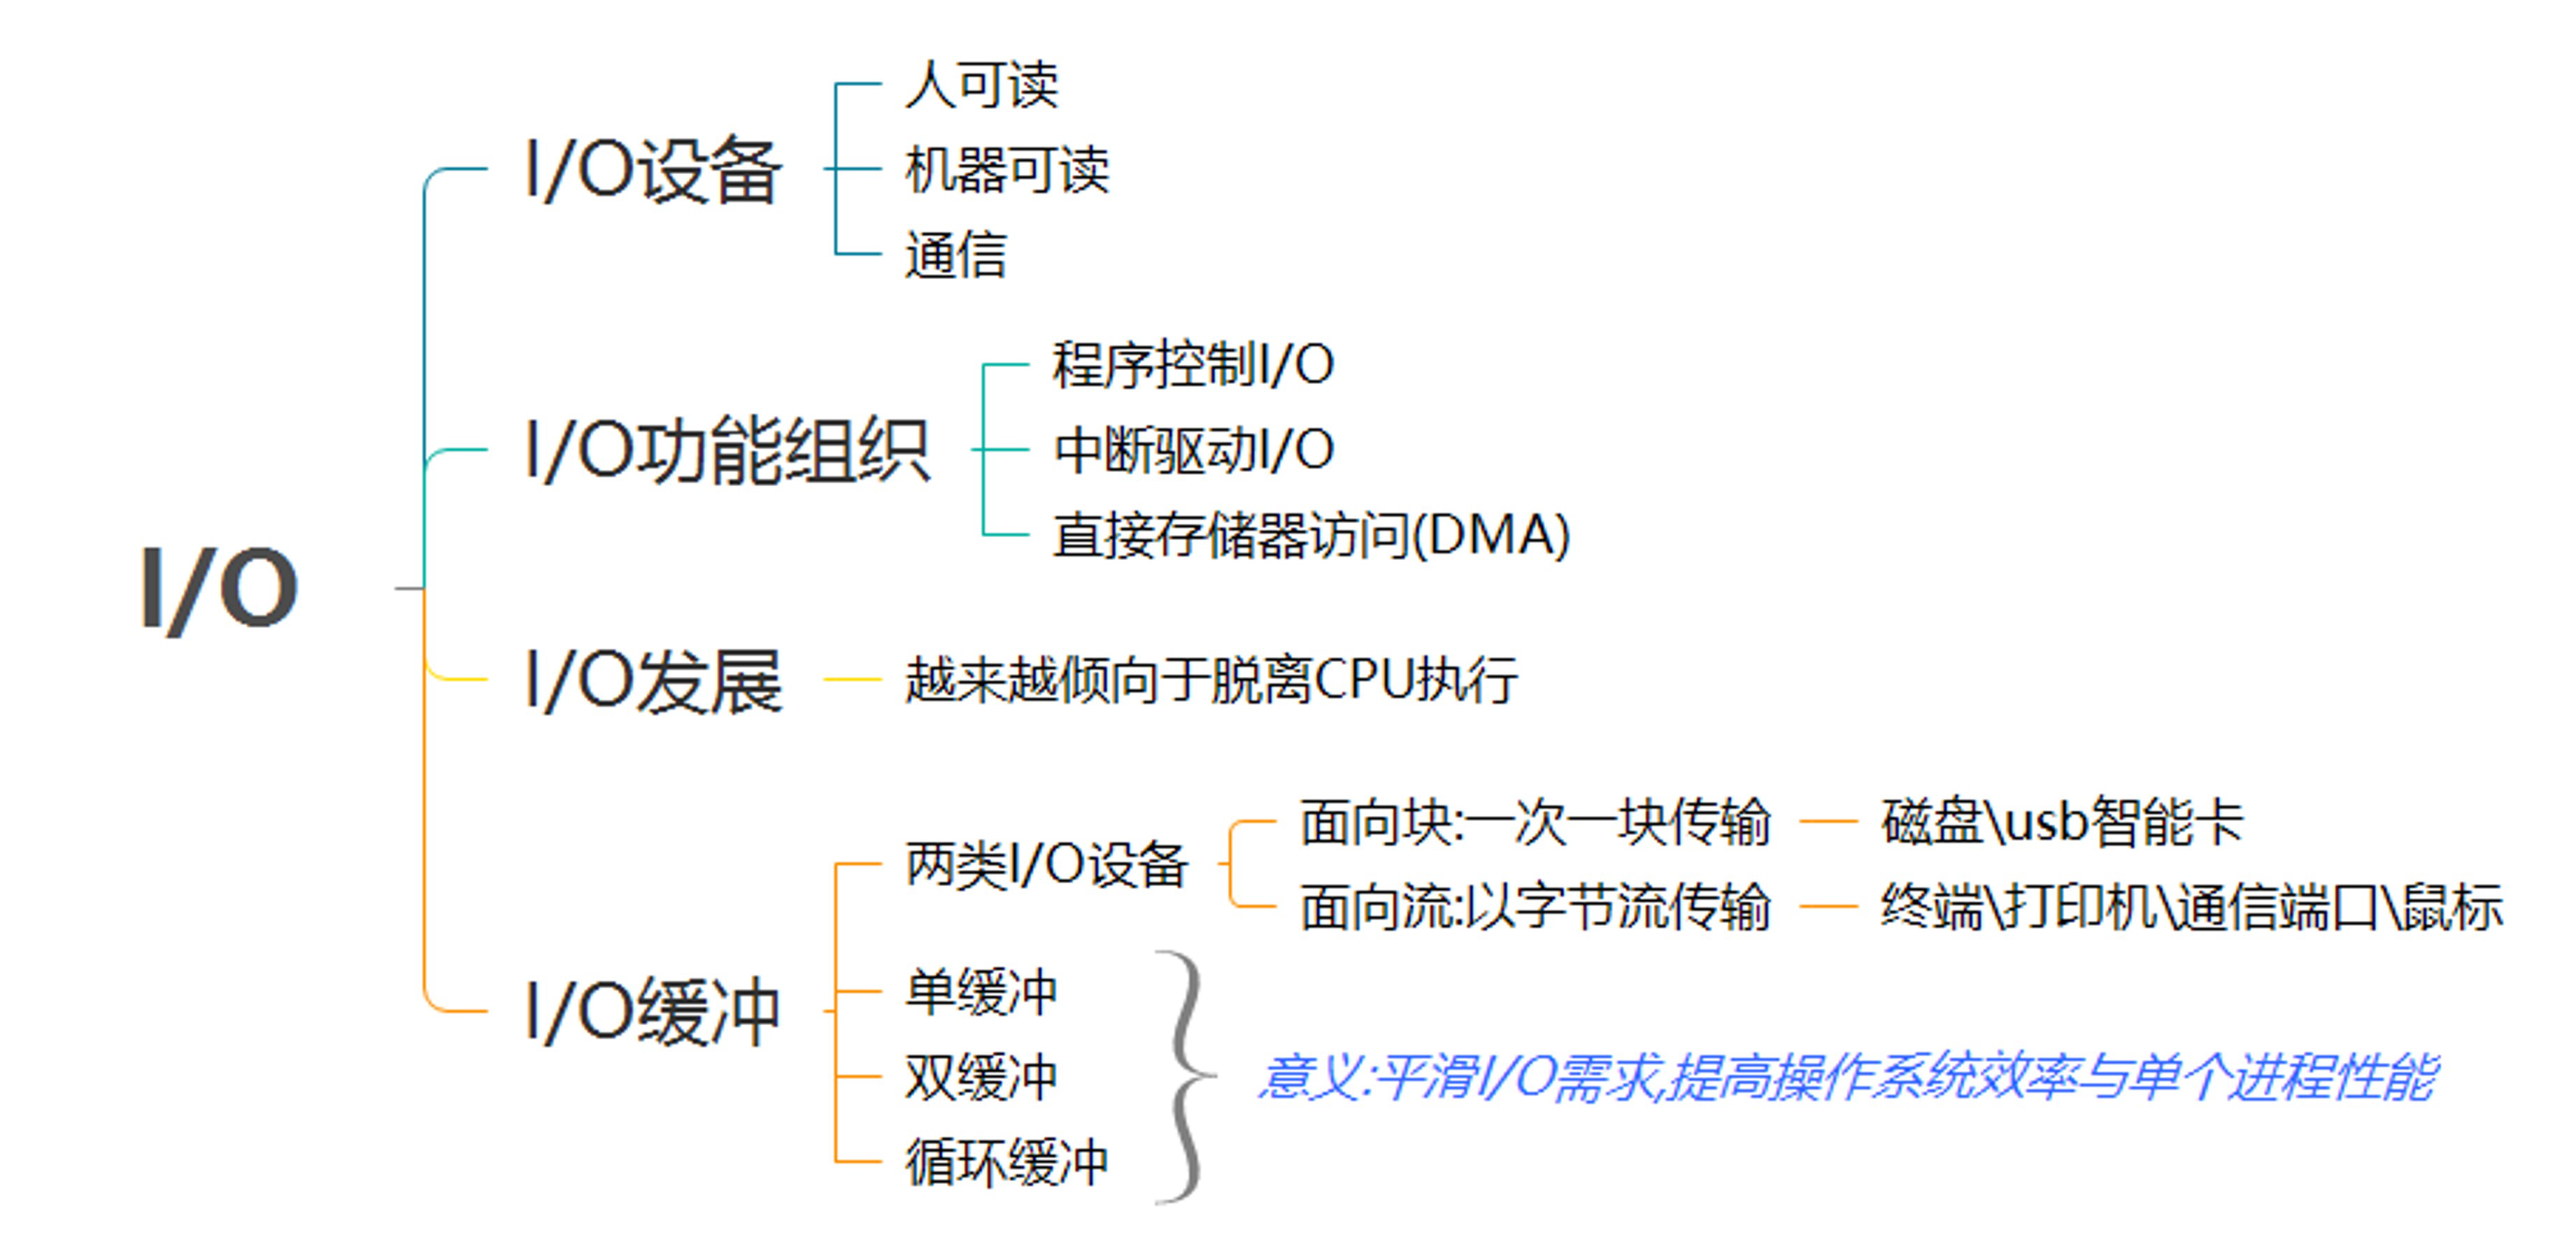 I/O
I/O设备
人可读
机器可读
通信
I/O功能组织
程序控制I/O
中断驱动I/O
直接存储器访问(DMA)
I/O发展
越来越倾向于脱离CPU执行
I/O缓冲
两类I/O设备
面向块:一次一块传输
磁盘\usb智能卡
面向流:以字节流传输
终端\打印机\通信端口\鼠标
单缓冲
双缓冲
循环缓冲
意义:平滑I/O需求,提高操作系统效率与单个进程性能